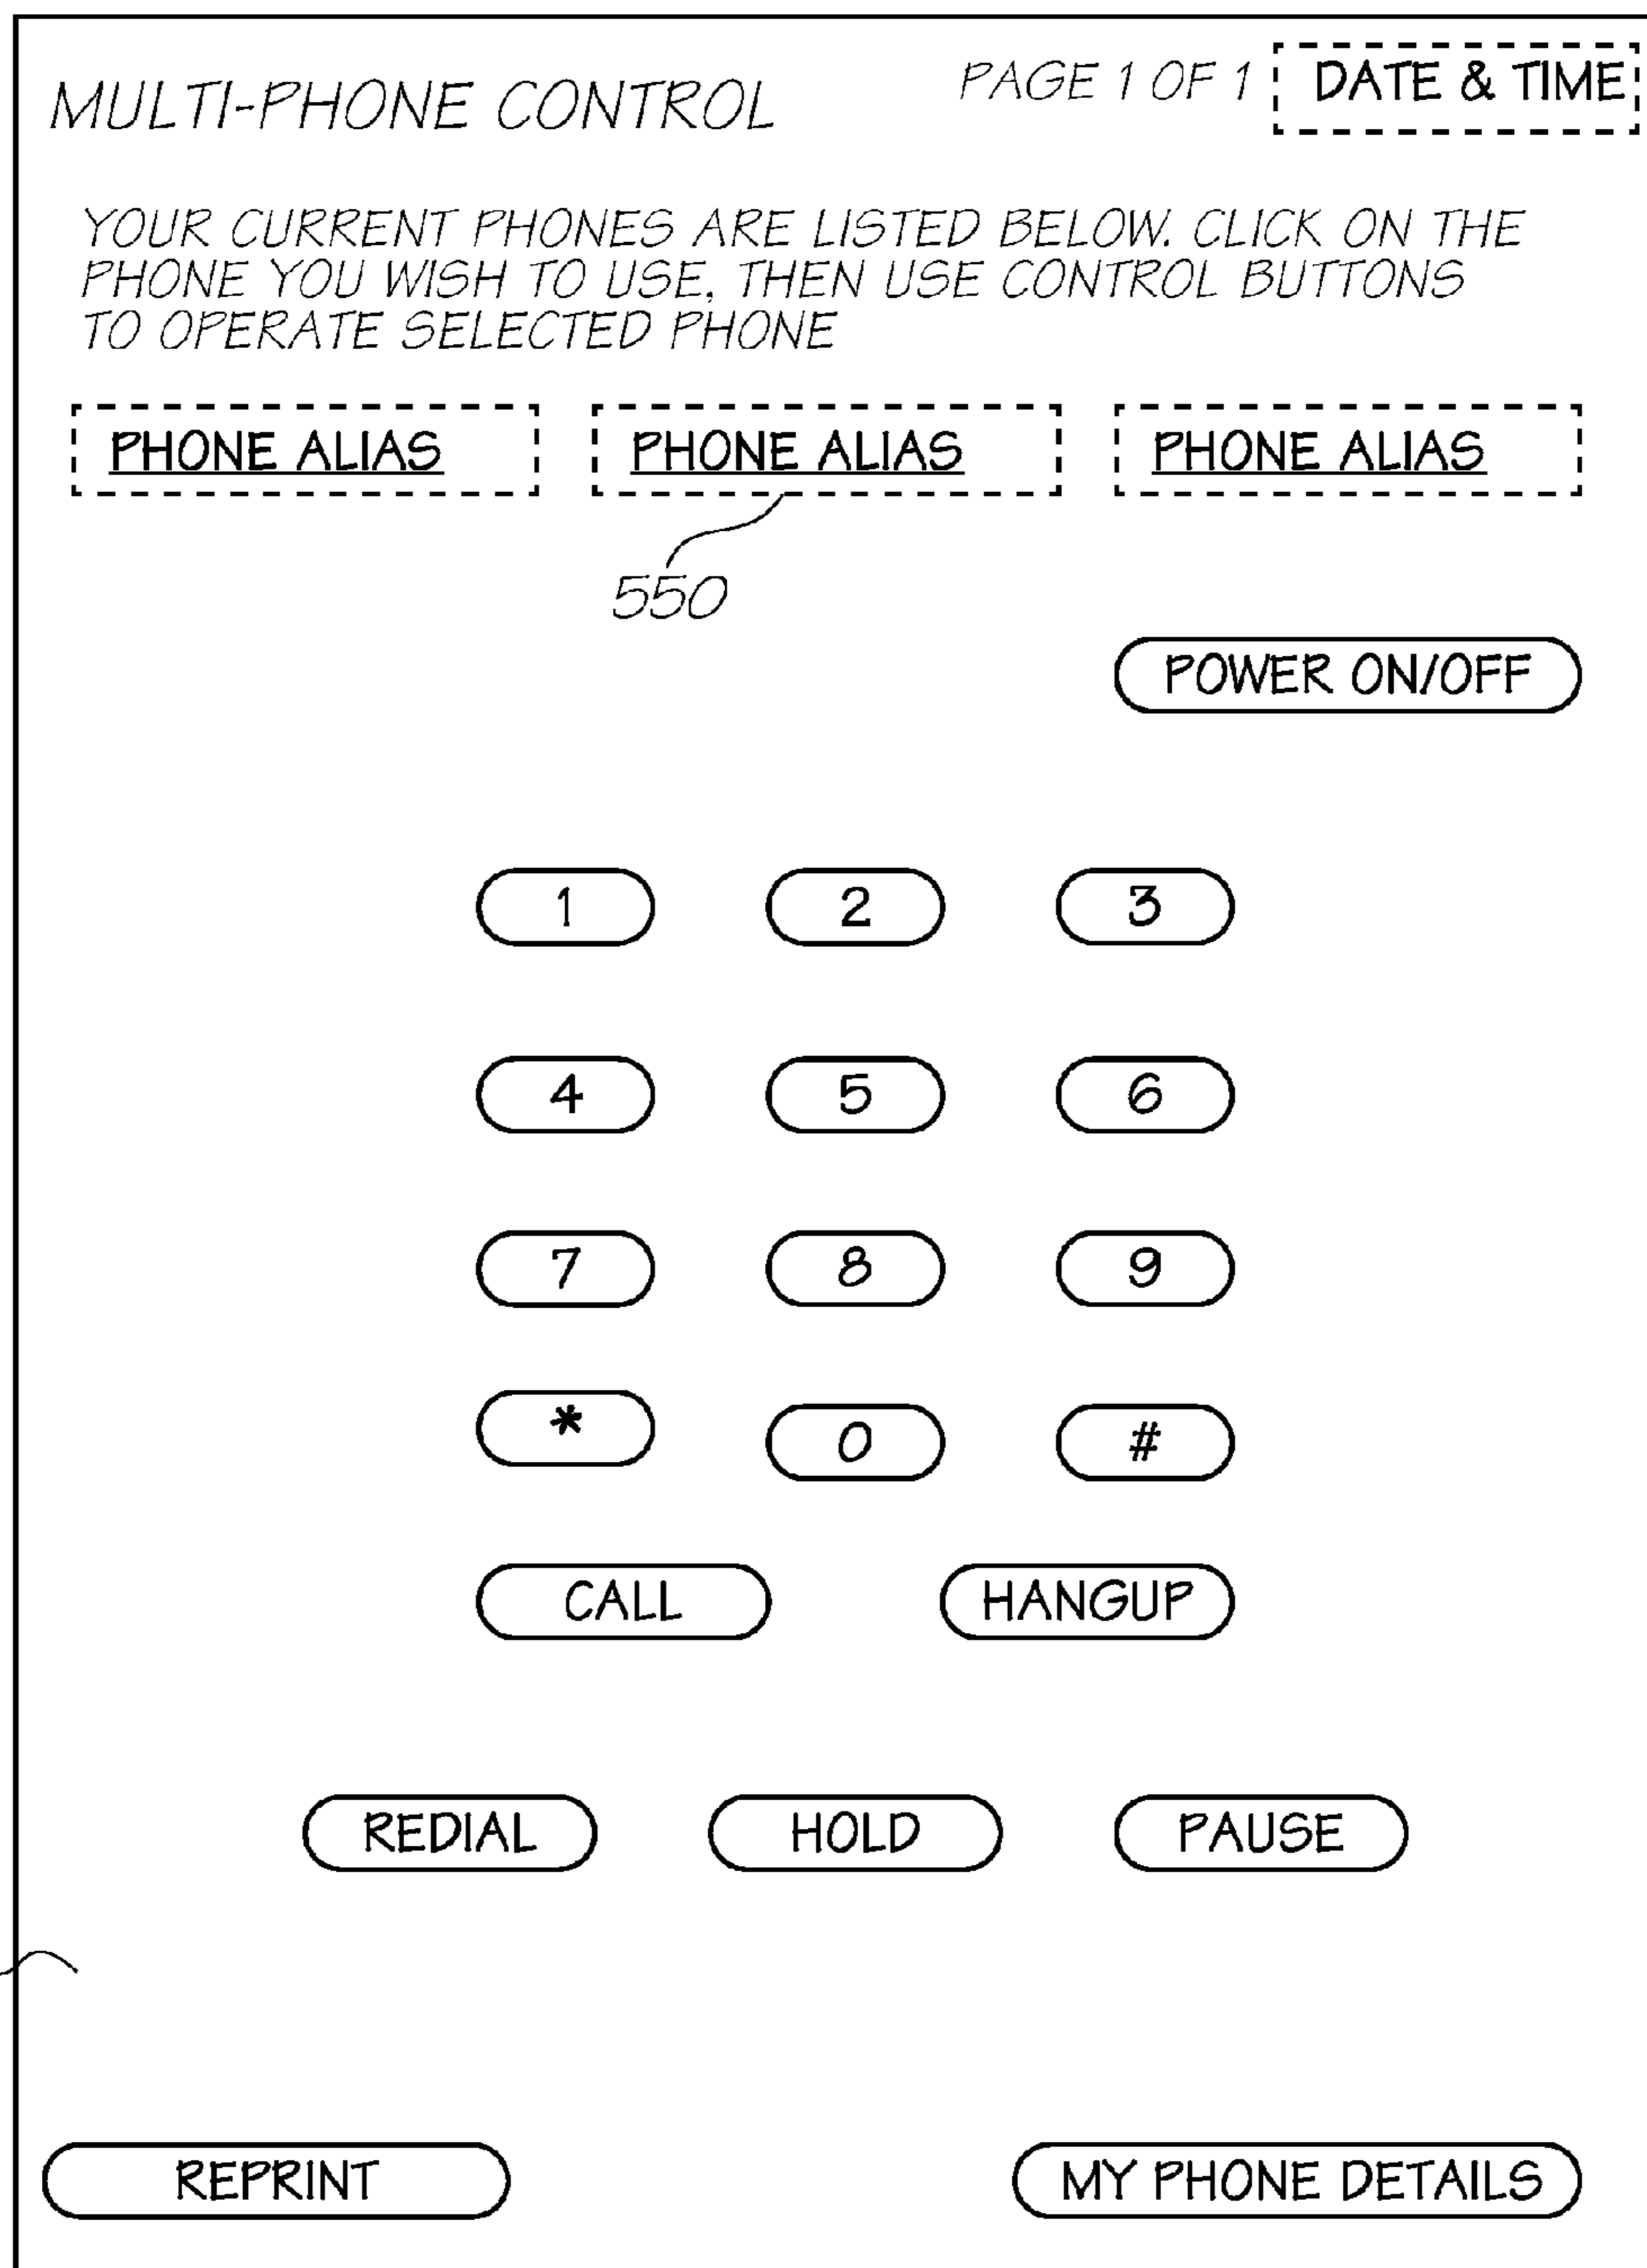 MULTI-PHONE CONTROL
PAGE 1 OF 1
DATE & TIME
YOUR CURRENT PHONES ARE LISTED BELOW. CLICK ON THE
PHONE YOU WISH TO USE, THEN USE CONTROL BUTTONS
TO OPERATE SELECTED PHONE
PHONE ALIAS PHONE ALIAS PHONE ALIAS
550
POWER ON/OFF
1 2 3
4 5 6
7 8 9
* 0 #
CALL HANGUP
REDIAL HOLD PAUSE
REPRINT MY PHONE DETAILS